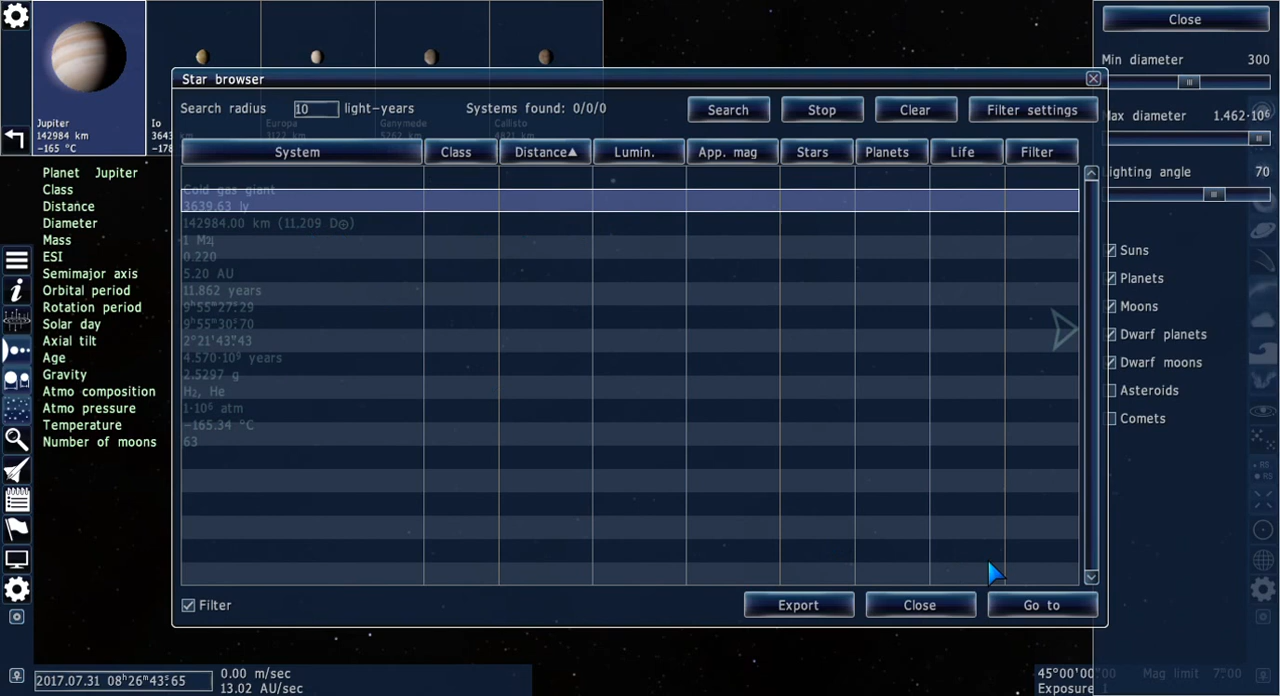 Jupiter
142984 km
-165 °C
Io
3643
-178
Europa
3122 km
Ganymede
5262 km
Callisto
4821 km
Star browser
Search radius 10 light-years Systems found: 0/0/0
Search Stop Clear Filter settings
System Class Distance▲ Lumin. App. mag Stars Planets Life Filter
Planet Jupiter
Class Cold gas giant
Distance 3639.63 ly
Diameter 142984.00 km (11,209 D⊕)
Mass 1 M♃
ESI 0.220
Semimajor axis 5.20 AU
Orbital period 11.862 years
Rotation period 9ʰ55ᵐ27ˢ.29
Solar day 9ʰ55ᵐ30ˢ.70
Axial tilt 2°21'43".43
Age 4.570·10⁹ years
Gravity 2.5297 g
Atmo composition H₂, He
Atmo pressure 1·10⁶ atm
Temperature -165.34 °C
Number of moons 63
Filter
Export Close Go to
Close
Min diameter 300
Max diameter 1.462·10⁶
Lighting angle 70
Suns
Planets
Moons
Dwarf planets
Dwarf moons
Asteroids
Comets
2017.07.31 08ʰ26ᵐ43ˢ.65
0.00 m/sec
13.02 AU/sec
45°00'00".00 Mag limit 7.00
Exposure